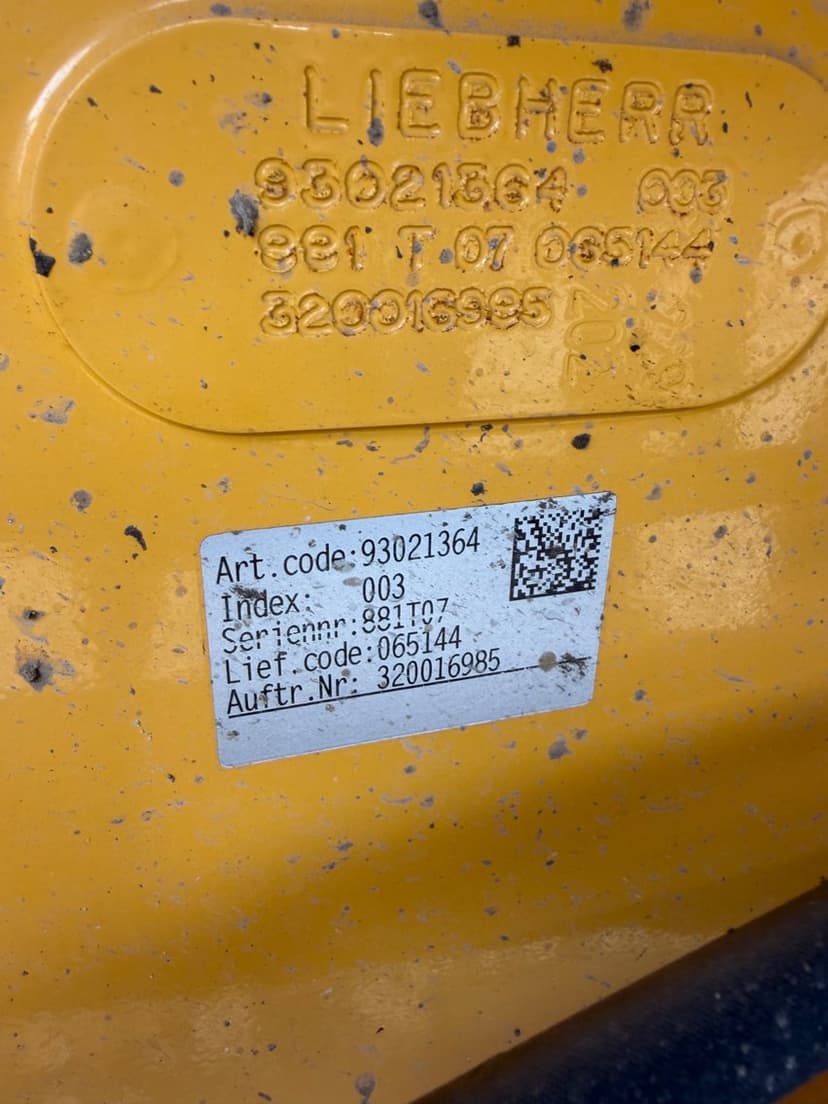 LIEBHERR
93021364 003
881 T 07 065144
320016985
Art.code:93021364
Index: 003
Seriennr:881T07
Lief.code:065144
Auftr.Nr: 320016985